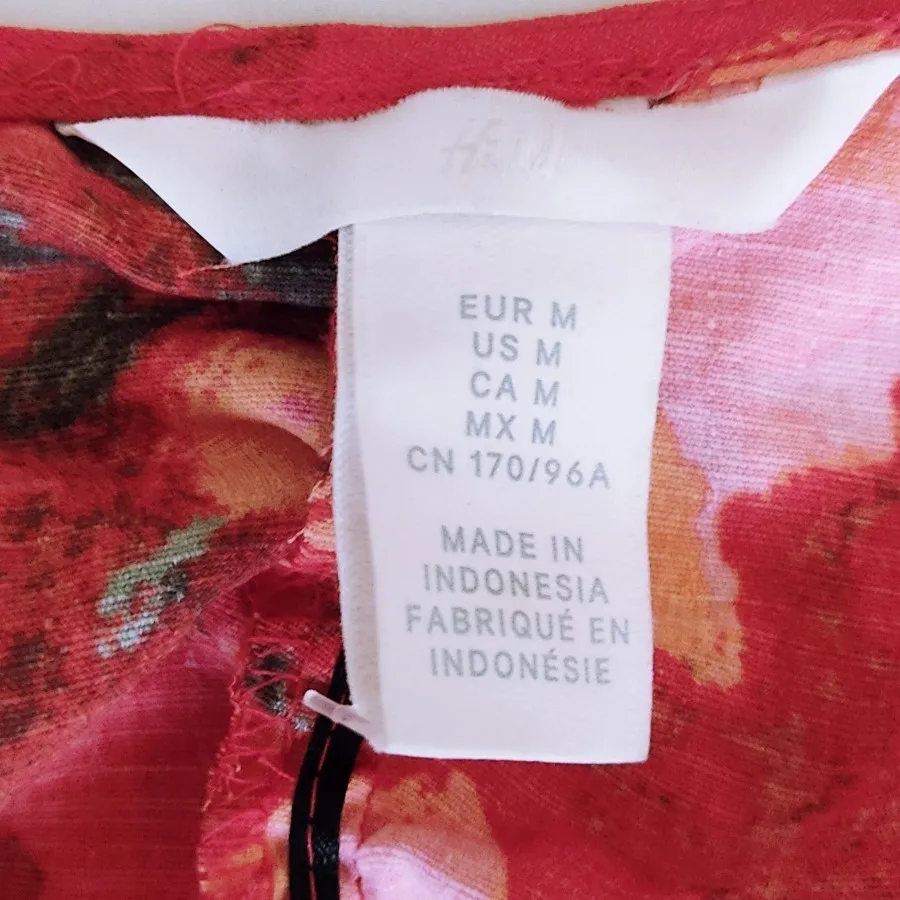 H&M
EUR M
US M
CA M
MX M
CN 170/96A
MADE IN
INDONESIA
FABRIQUÉ EN
INDONÉSIE